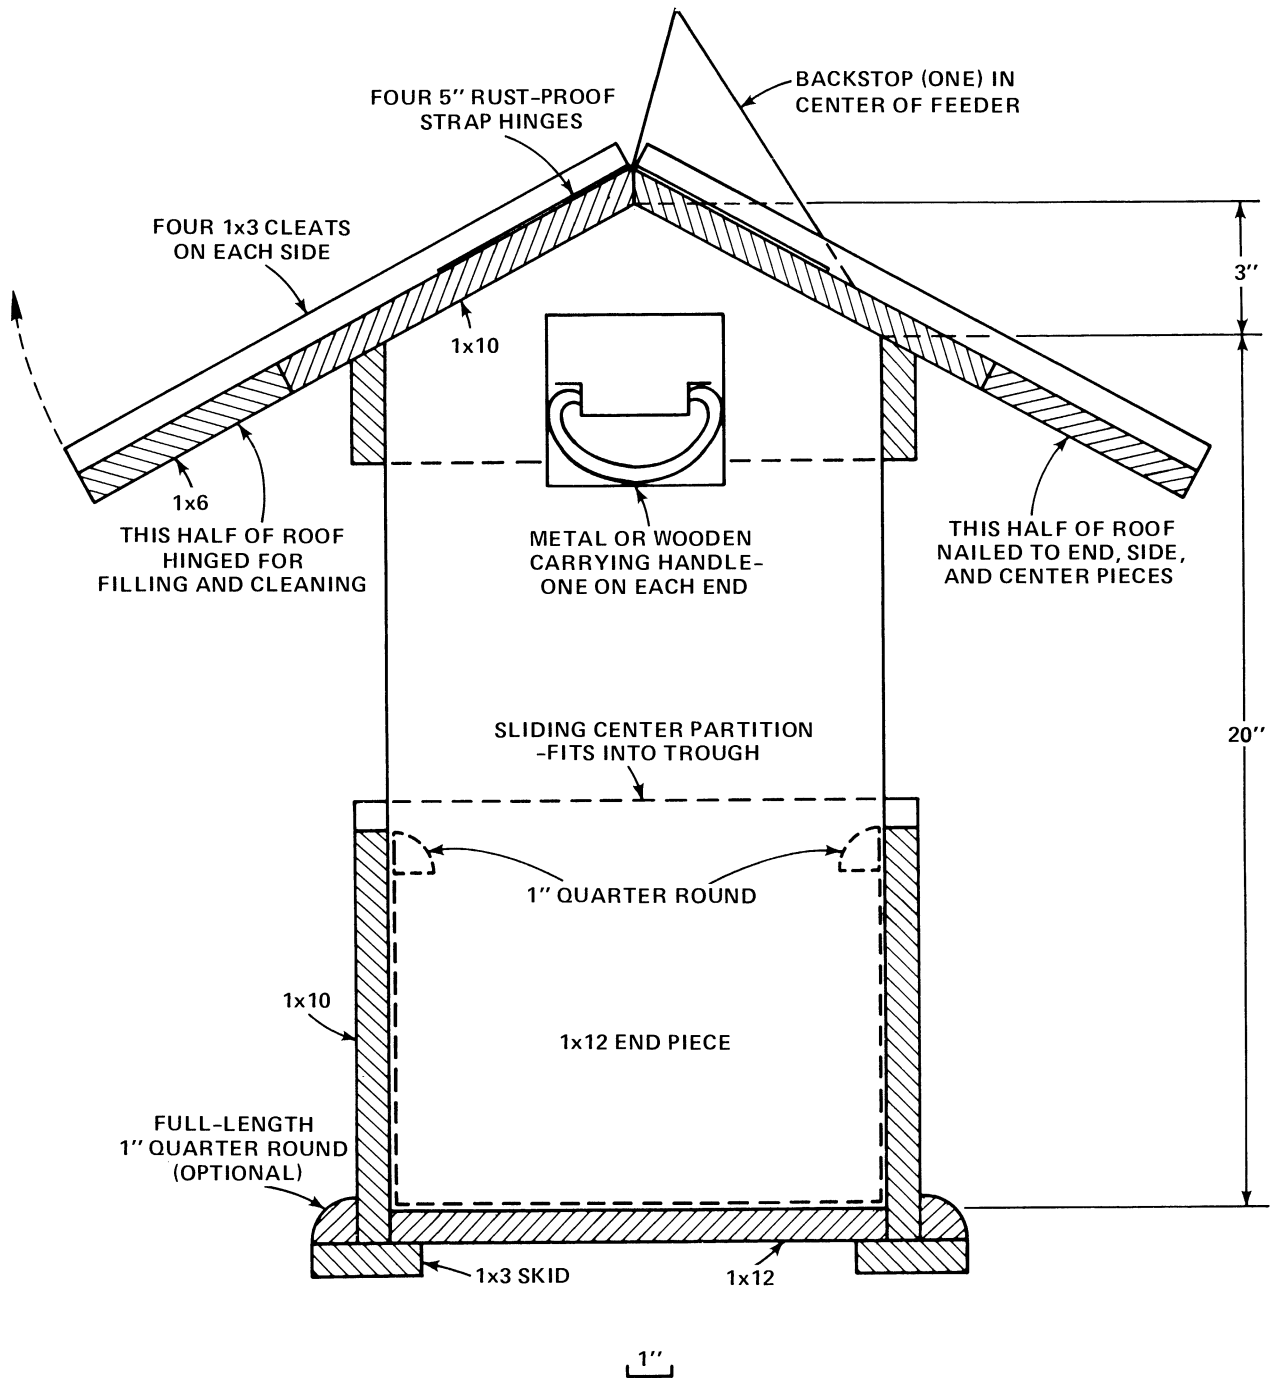 BACKSTOP (ONE) IN
CENTER OF FEEDER
FOUR 5" RUST-PROOF
STRAP HINGES
FOUR 1x3 CLEATS
ON EACH SIDE
3"
1x10
1x6
THIS HALF OF ROOF
HINGED FOR
FILLING AND CLEANING
METAL OR WOODEN
CARRYING HANDLE-
ONE ON EACH END
THIS HALF OF ROOF
NAILED TO END, SIDE,
AND CENTER PIECES
SLIDING CENTER PARTITION
-FITS INTO TROUGH
20"
1" QUARTER ROUND
1x10
1x12 END PIECE
FULL-LENGTH
1" QUARTER ROUND
(OPTIONAL)
1x3 SKID
1x12
1"